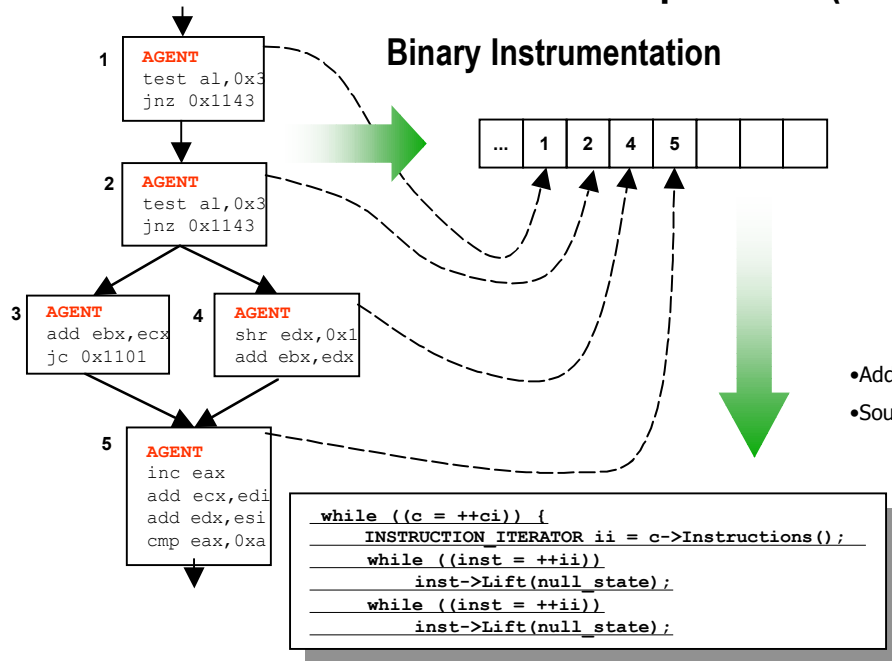 Binary Instrumentation
1
AGENT
test al,0x3
jnz 0x1143
... 1 2 4 5
2
AGENT
test al,0x3
jnz 0x1143
3
AGENT
add ebx,ecx
jc 0x1101
4
AGENT
shr edx,0x1
add ebx,edx
•Add
•Sou
5
AGENT
inc eax
add ecx,edi
add edx,esi
cmp eax,0xa
while ((c = ++ci)) {
INSTRUCTION_ITERATOR ii = c->Instructions();
while ((inst = ++ii))
inst->Lift(null_state);
while ((inst = ++ii))
inst->Lift(null_state);